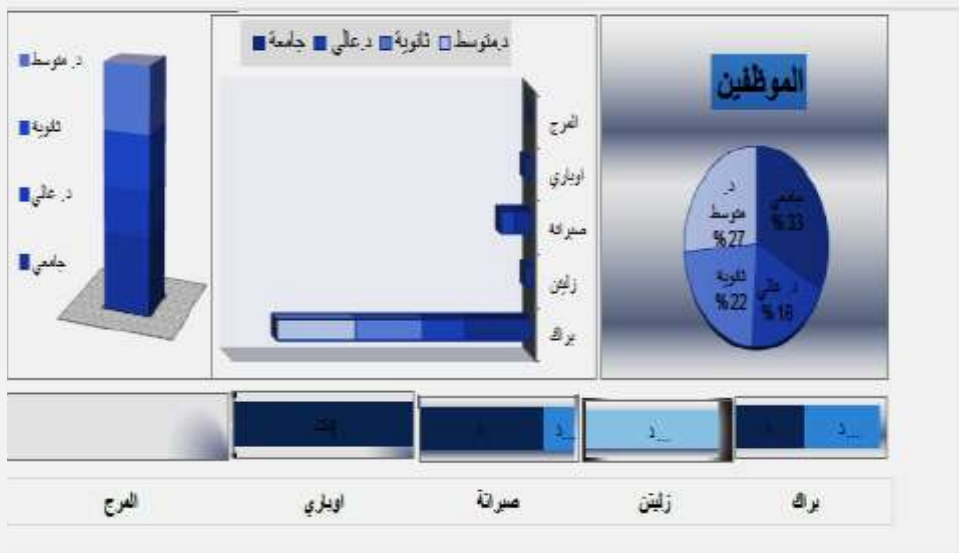 الموظفين
جامعي
%33
د. عالي
%18
ثانوية
%22
د. متوسط
%27
د.متوسط ثانوية د.عالي جامعة
المرج
اوباري
صبراتة
زليتن
براك
د. متوسط
ثانوية
د. عالي
جامعي
د...
د...
د...
براك زليتن صبراتة اوباري المرج